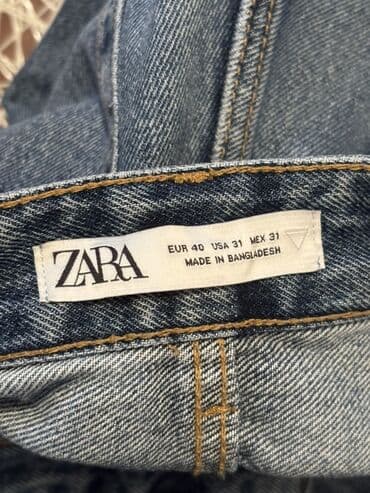 ZARA
EUR 40 USA 31 MEX 31
MADE IN BANGLADESH